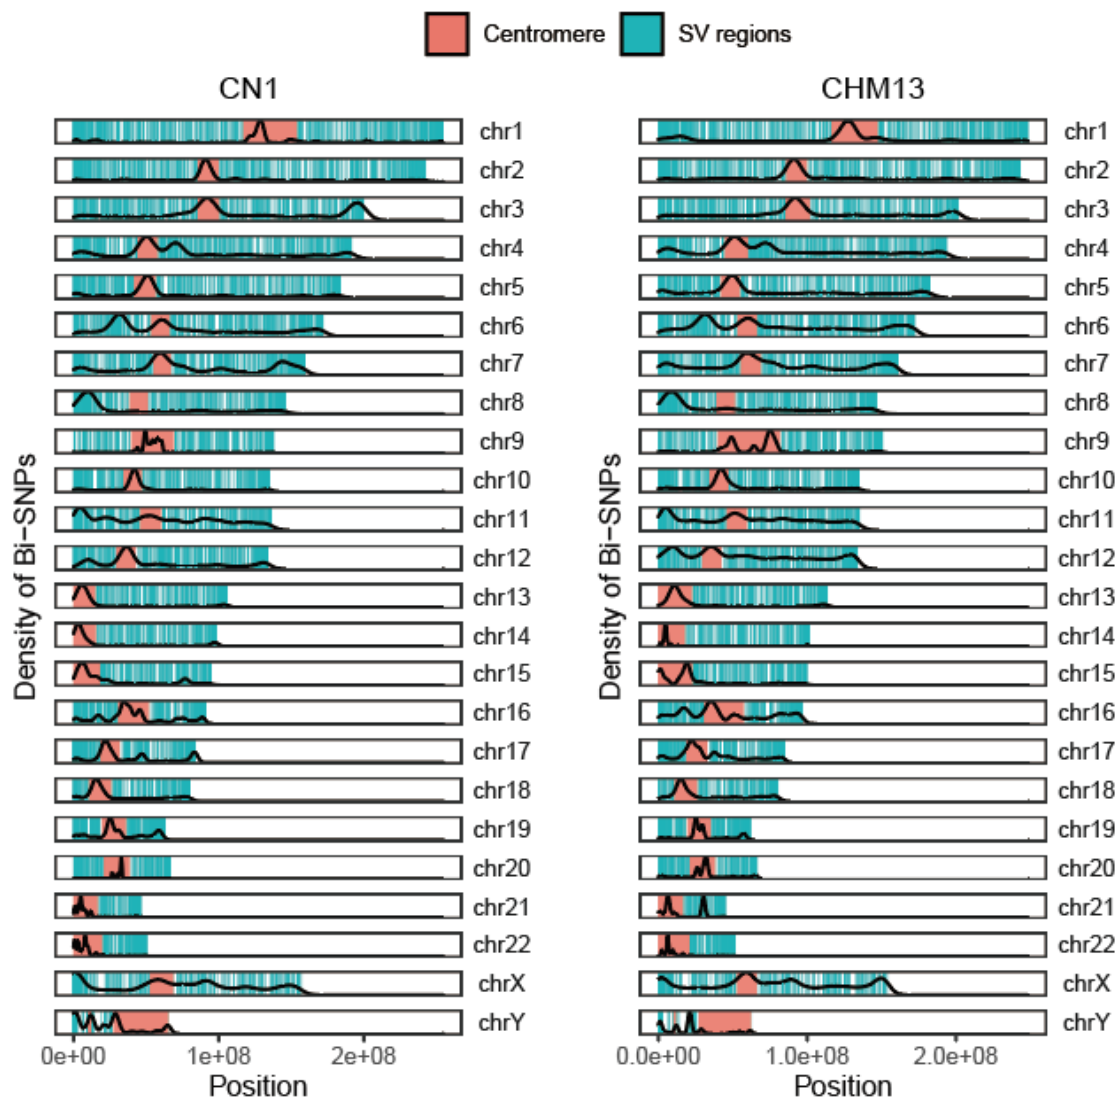 Centromere SV regions
CN1 CHM13
chr1 chr1
chr2 chr2
chr3 chr3
chr4 chr4
chr5 chr5
chr6 chr6
chr7 chr7
chr8 chr8
chr9 chr9
chr10 chr10
chr11 chr11
chr12 chr12
chr13 chr13
chr14 chr14
chr15 chr15
chr16 chr16
chr17 chr17
chr18 chr18
chr19 chr19
chr20 chr20
chr21 chr21
chr22 chr22
chrX chrX
chrY chrY
Density of Bi−SNPs
Density of Bi−SNPs
0e+00 1e+08 2e+08 0.0e+00 1.0e+08 2.0e+08
Position Position